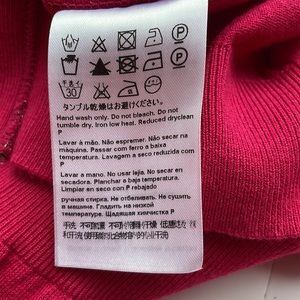 P
30
P
タンブル乾燥はお避けください。
Hand wash only. Do not bleach. Do not
tumble dry. Iron low heat. Reduced dryclean
P
Lavar à mão. Não espremer. Não secar na
máquina. Passar com ferro a baixa
temperatura. Lavagem a seco reduzida com
P
Lavar a mano. No usar lejía. No secar en
secadora. Planchar a baja temperatura.
Limpiar en seco con P rebajado
ручная стирка. Не отбеливать. Не сушить
в машине. Гладить на низкой
температуре. Щадящая химчистка P